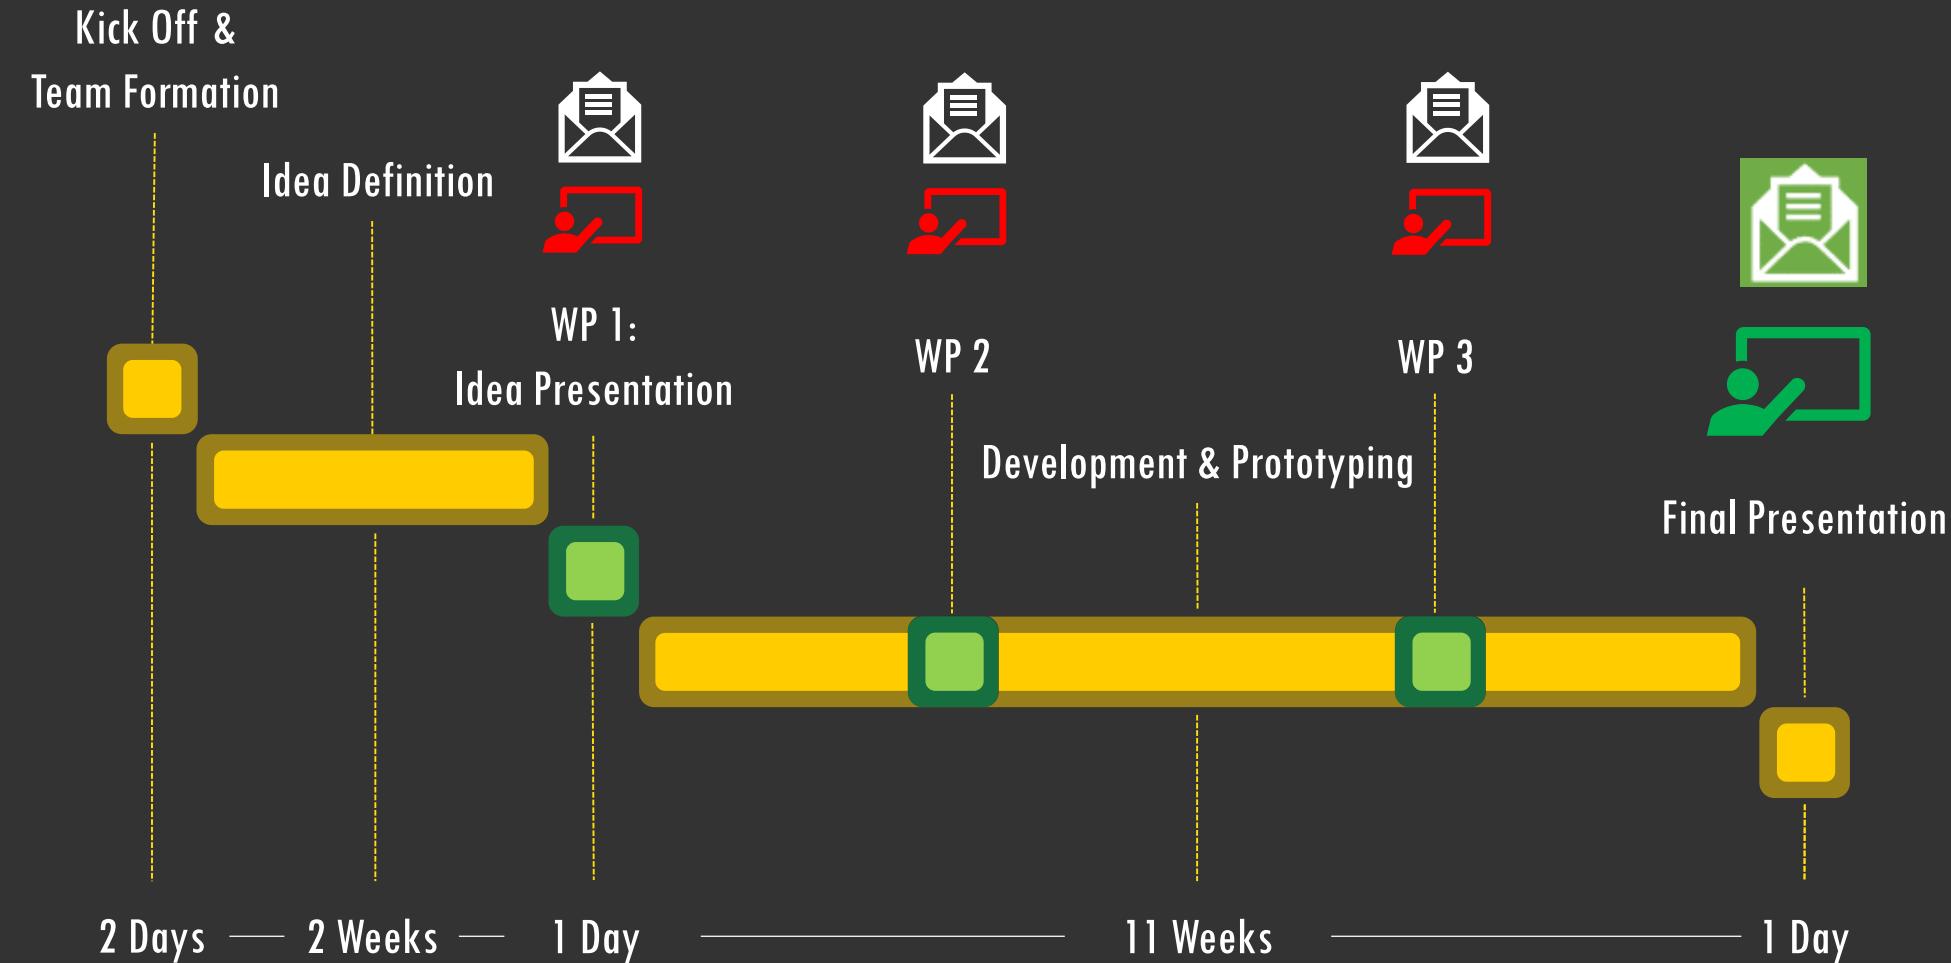 Kick Off &
Team Formation
Idea Definition
WP 1:
Idea Presentation
WP 2
WP 3
Development & Prototyping
Final Presentation
2 Days
2 Weeks
1 Day
11 Weeks
1 Day